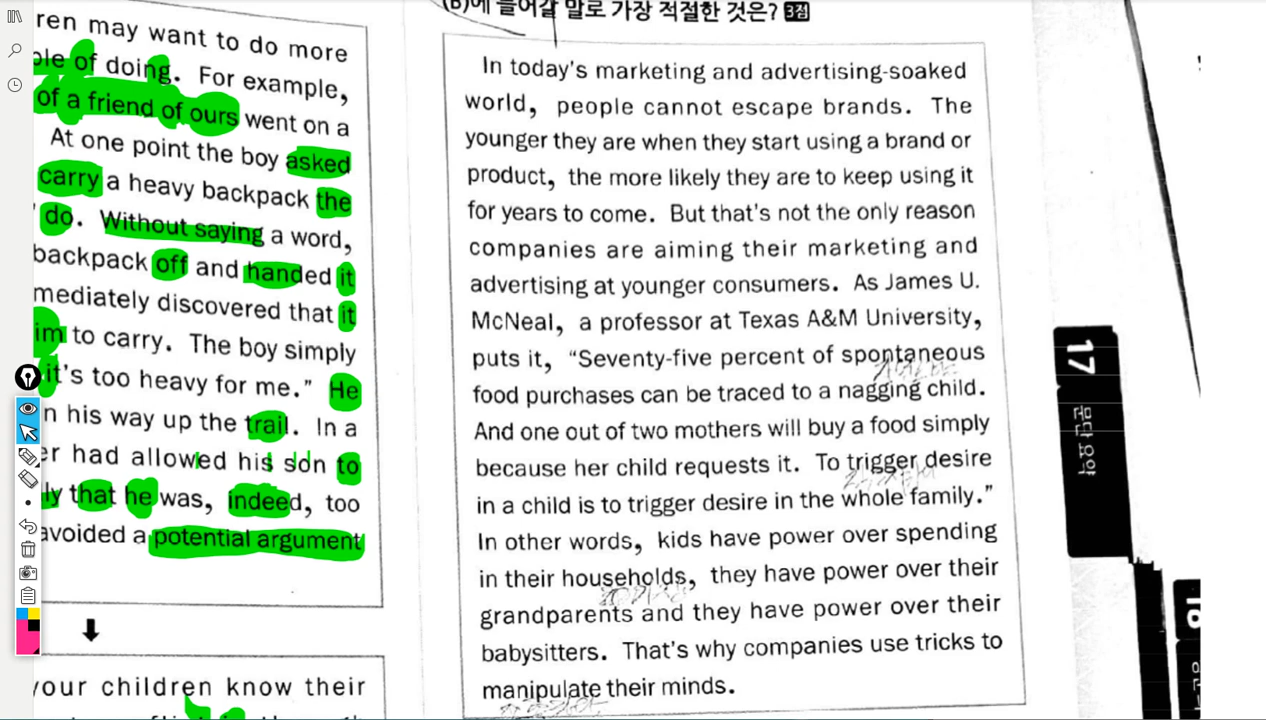 ren may want to do more
ble of doing. For example,
of a friend of ours went on a
At one point the boy asked
carry a heavy backpack the
do. Without saying a word,
backpack off and handed it
mediately discovered that it
im to carry. The boy simply
it's too heavy for me." He
n his way up the trail. In a
er had allowed his son to
ly that he was, indeed, too
avoided a potential argument
your children know their
(B)에 들어갈 말로 가장 적절한 것은? 3점
In today's marketing and advertising-soaked
world, people cannot escape brands. The
younger they are when they start using a brand or
product, the more likely they are to keep using it
for years to come. But that's not the only reason
companies are aiming their marketing and
advertising at younger consumers. As James U.
McNeal, a professor at Texas A&M University,
puts it, "Seventy-five percent of spontaneous
food purchases can be traced to a nagging child.
And one out of two mothers will buy a food simply
because her child requests it. To trigger desire
in a child is to trigger desire in the whole family."
In other words, kids have power over spending
in their households, they have power over their
grandparents and they have power over their
babysitters. That's why companies use tricks to
manipulate their minds.
17
문단 요약
18